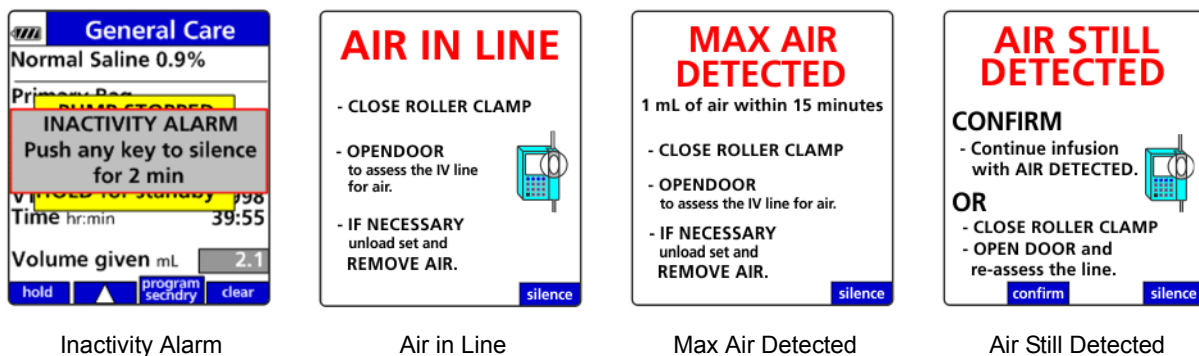 General Care
Normal Saline 0.9%
Primary Bag
PUMP STOPPED
INACTIVITY ALARM
Push any key to silence
for 2 min
HOLD for standby
Time hr:min 39:55
Volume given mL 2.1
hold program secndry clear
Inactivity Alarm
AIR IN LINE
- CLOSE ROLLER CLAMP
- OPENDOOR
to assess the IV line
for air.
- IF NECESSARY
unload set and
REMOVE AIR.
silence
Air in Line
MAX AIR
DETECTED
1 mL of air within 15 minutes
- CLOSE ROLLER CLAMP
- OPENDOOR
to assess the IV line for air.
- IF NECESSARY
unload set and
REMOVE AIR.
silence
Max Air Detected
AIR STILL
DETECTED
CONFIRM
- Continue infusion
with AIR DETECTED.
OR
- CLOSE ROLLER CLAMP
- OPEN DOOR and
re-assess the line.
confirm silence
Air Still Detected